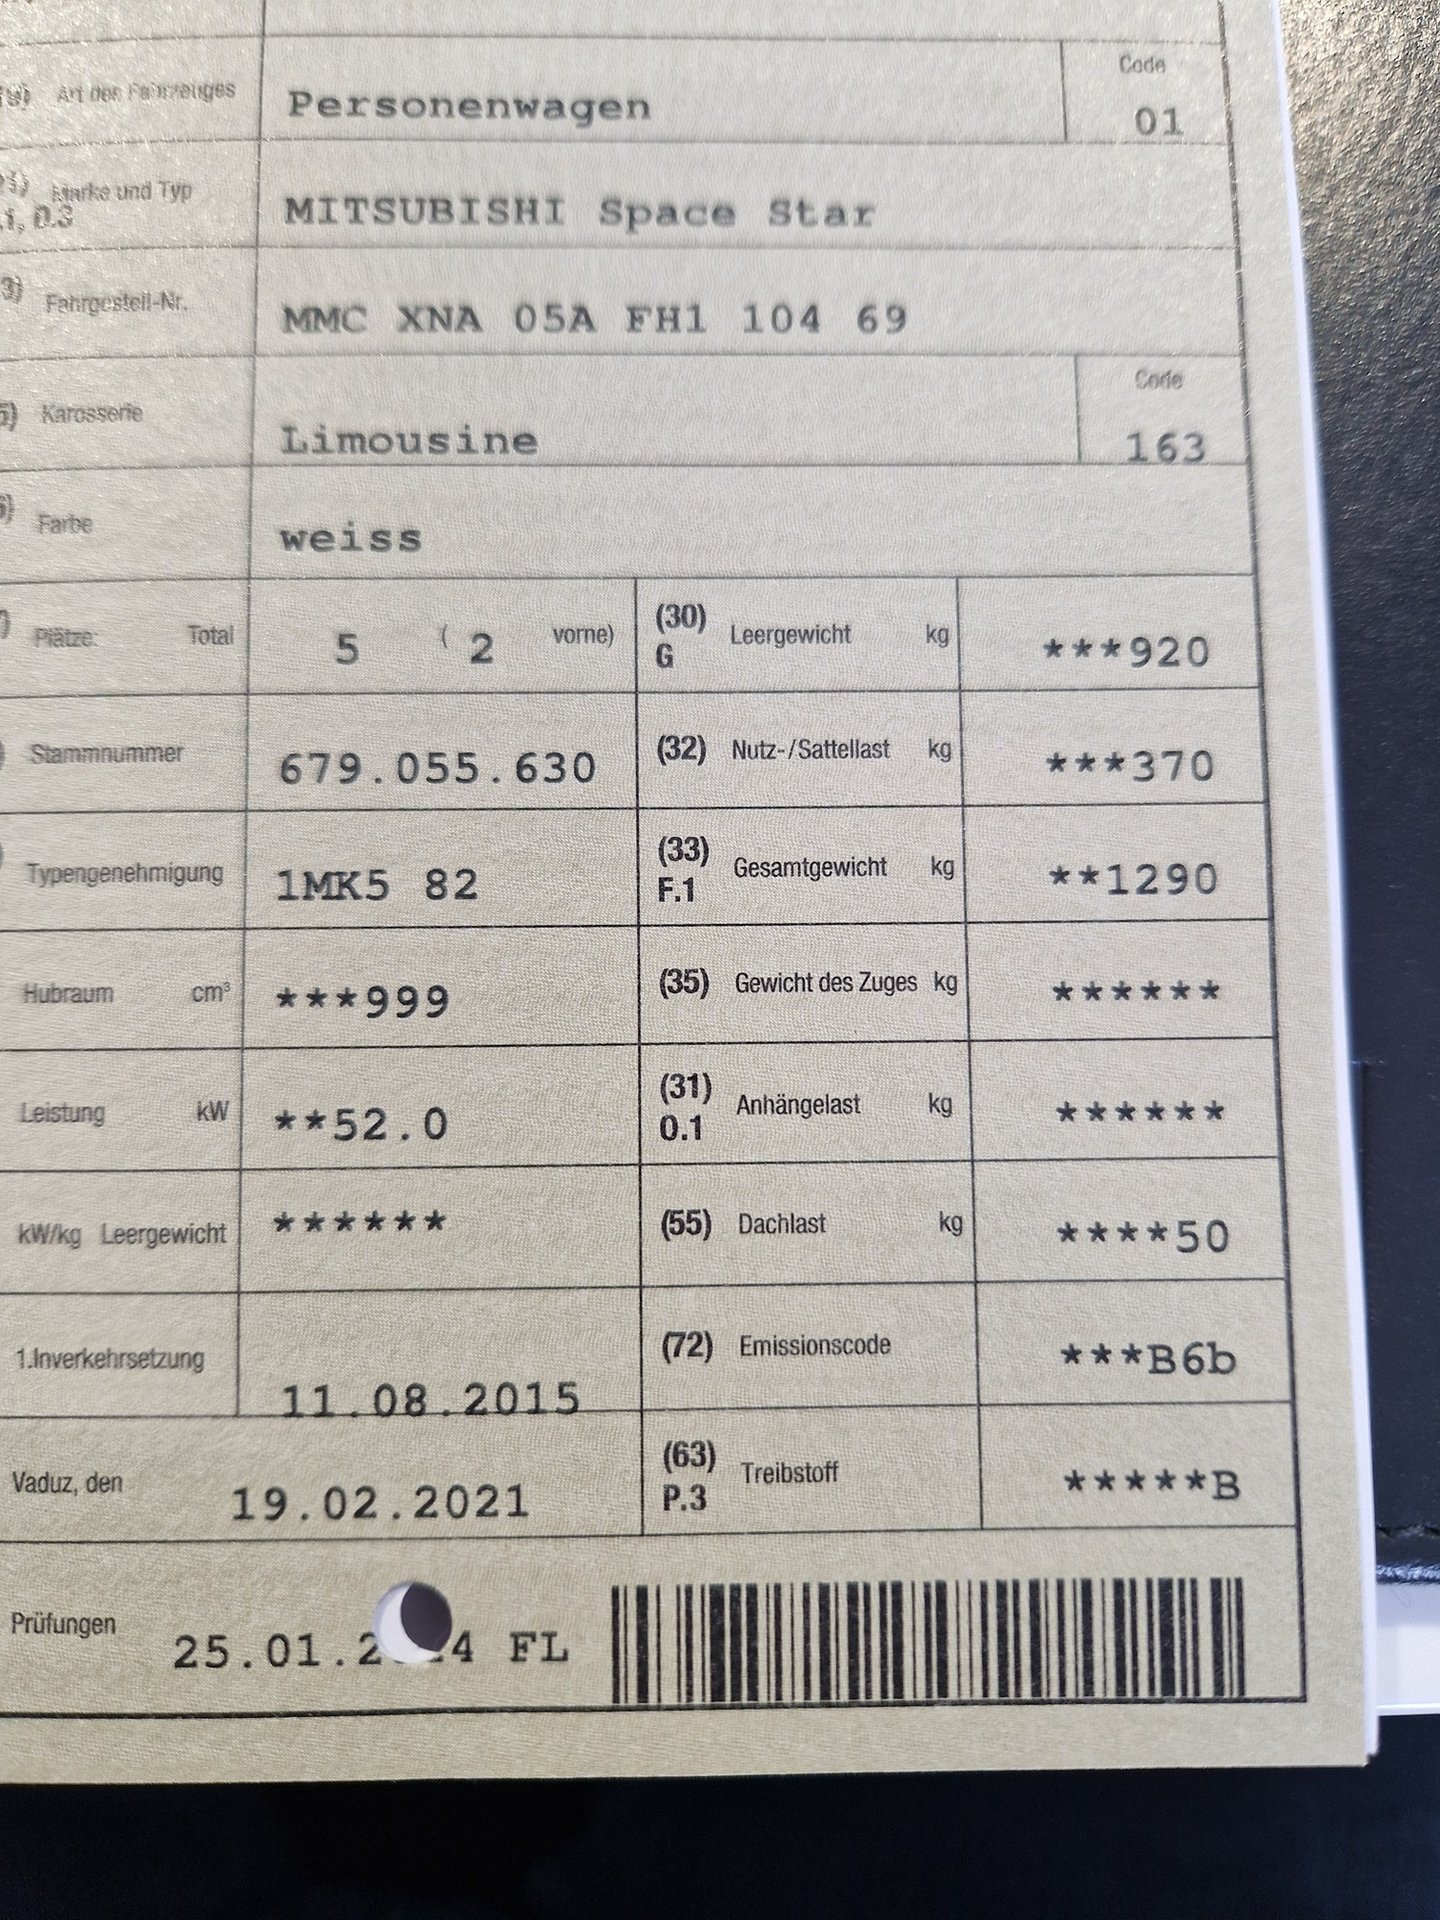 Art des Fahrzeuges Personenwagen Code 01
Marke und Typ MITSUBISHI Space Star
D.3
Fahrgestell-Nr. MMC XNA 05A FH1 104 69
Karosserie Limousine Code 163
Farbe weiss
Plätze: Total 5 ( 2 vorne) (30) G Leergewicht kg ***920
Stammnummer 679.055.630 (32) Nutz-/Sattellast kg ***370
Typengenehmigung 1MK5 82 (33) F.1 Gesamtgewicht kg **1290
Hubraum cm³ ***999 (35) Gewicht des Zuges kg ******
Leistung kW **52.0 (31) O.1 Anhängelast kg ******
kW/kg Leergewicht ****** (55) Dachlast kg ****50
1.Inverkehrsetzung 11.08.2015 (72) Emissionscode ***B6b
Vaduz, den 19.02.2021 (63) P.3 Treibstoff *****B
Prüfungen 25.01. FL